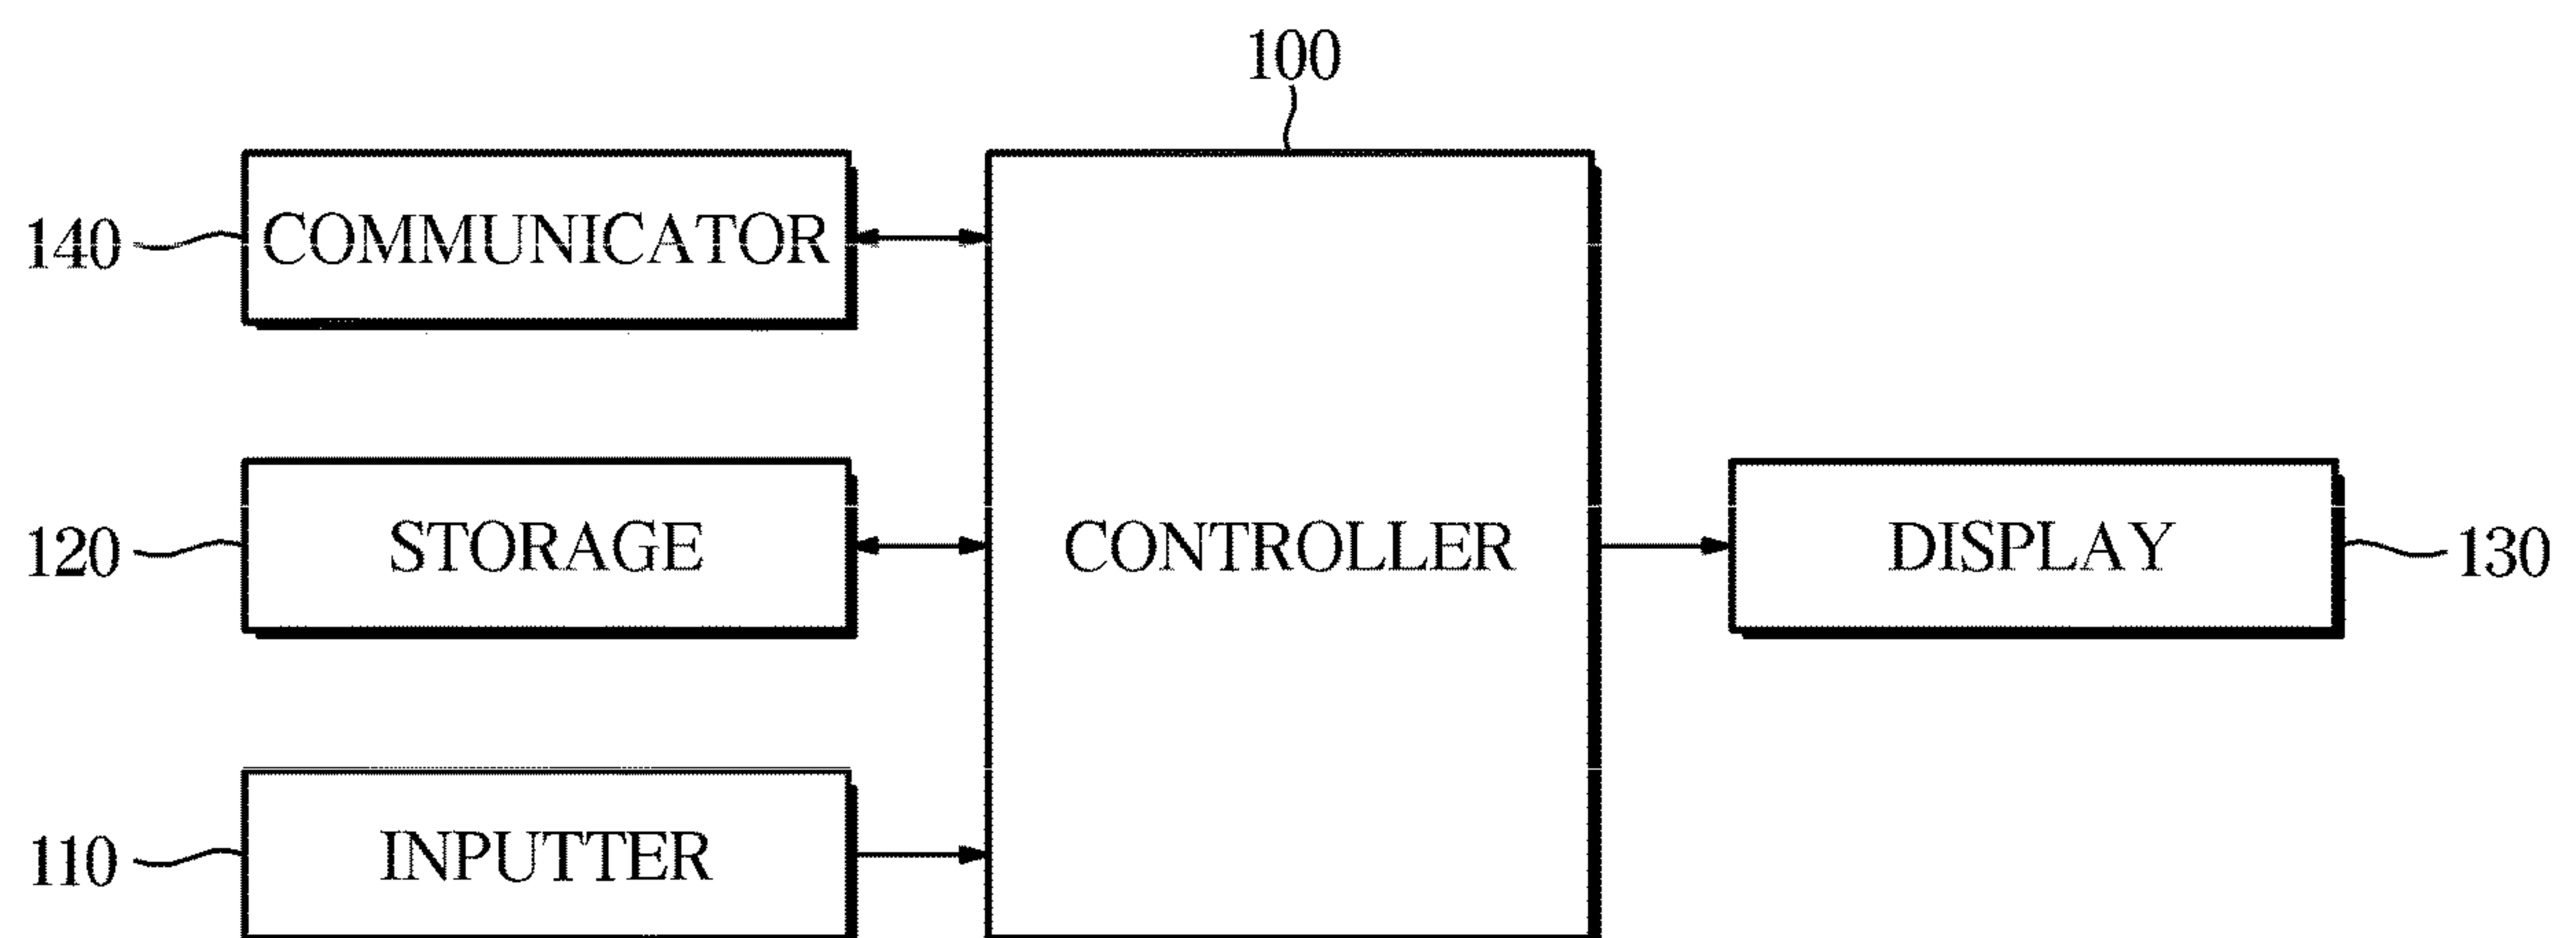 100
140 COMMUNICATOR
120 STORAGE CONTROLLER DISPLAY 130
110 INPUTTER